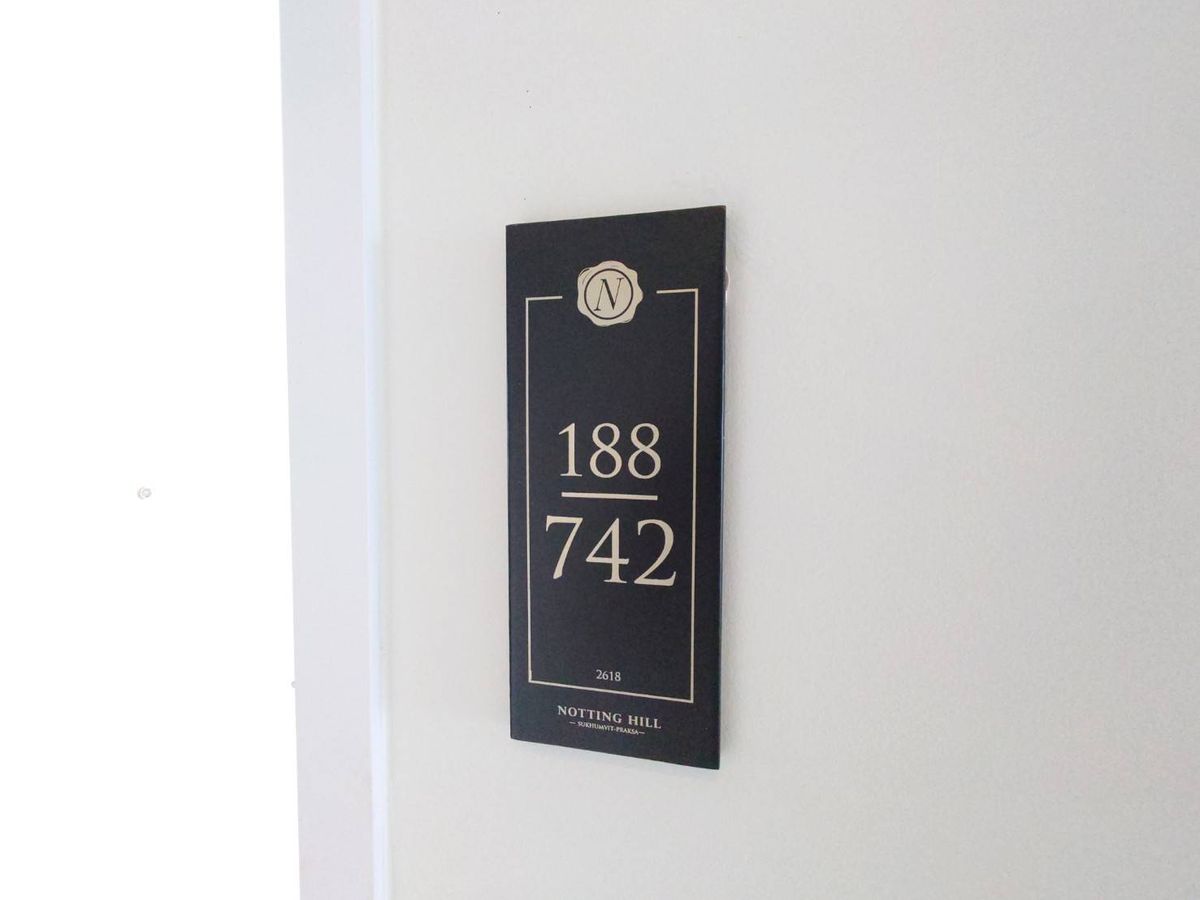 N
188
742
2618
NOTTING HILL
SUKHUMVIT-PRAKSA